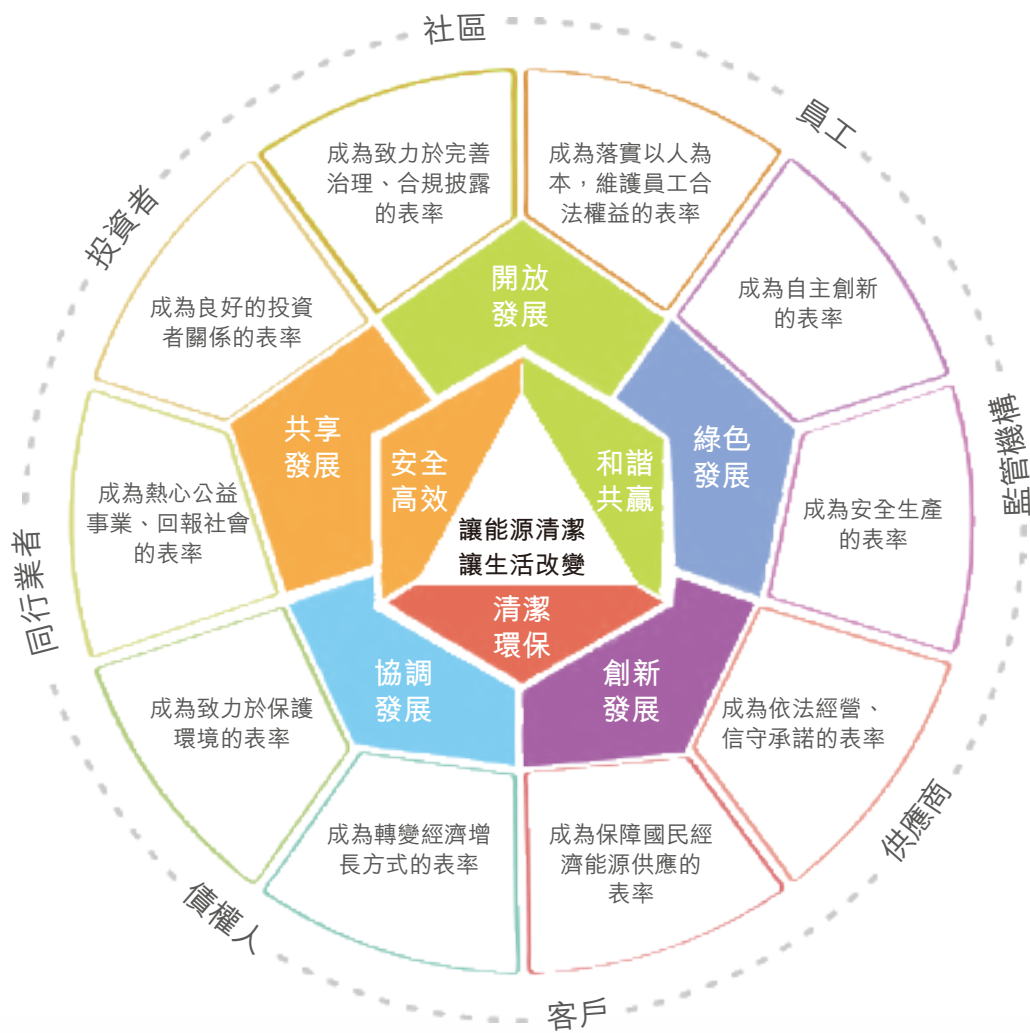 社區
員工
監管機構
供應商
客戶
債權人
同行業者
投資者
成為致力於完善
治理、合規披露
的表率
成為落實以人為
本，維護員工合
法權益的表率
成為自主創新
的表率
成為安全生產
的表率
成為依法經營、
信守承諾的表率
成為保障國民經
濟能源供應的
表率
成為轉變經濟增
長方式的表率
成為致力於保護
環境的表率
成為熱心公益
事業、回報社會
的表率
成為良好的投資
者關係的表率
開放
發展
綠色
發展
創新
發展
協調
發展
共享
發展
安全
高效
和諧
共贏
清潔
環保
讓能源清潔
讓生活改變